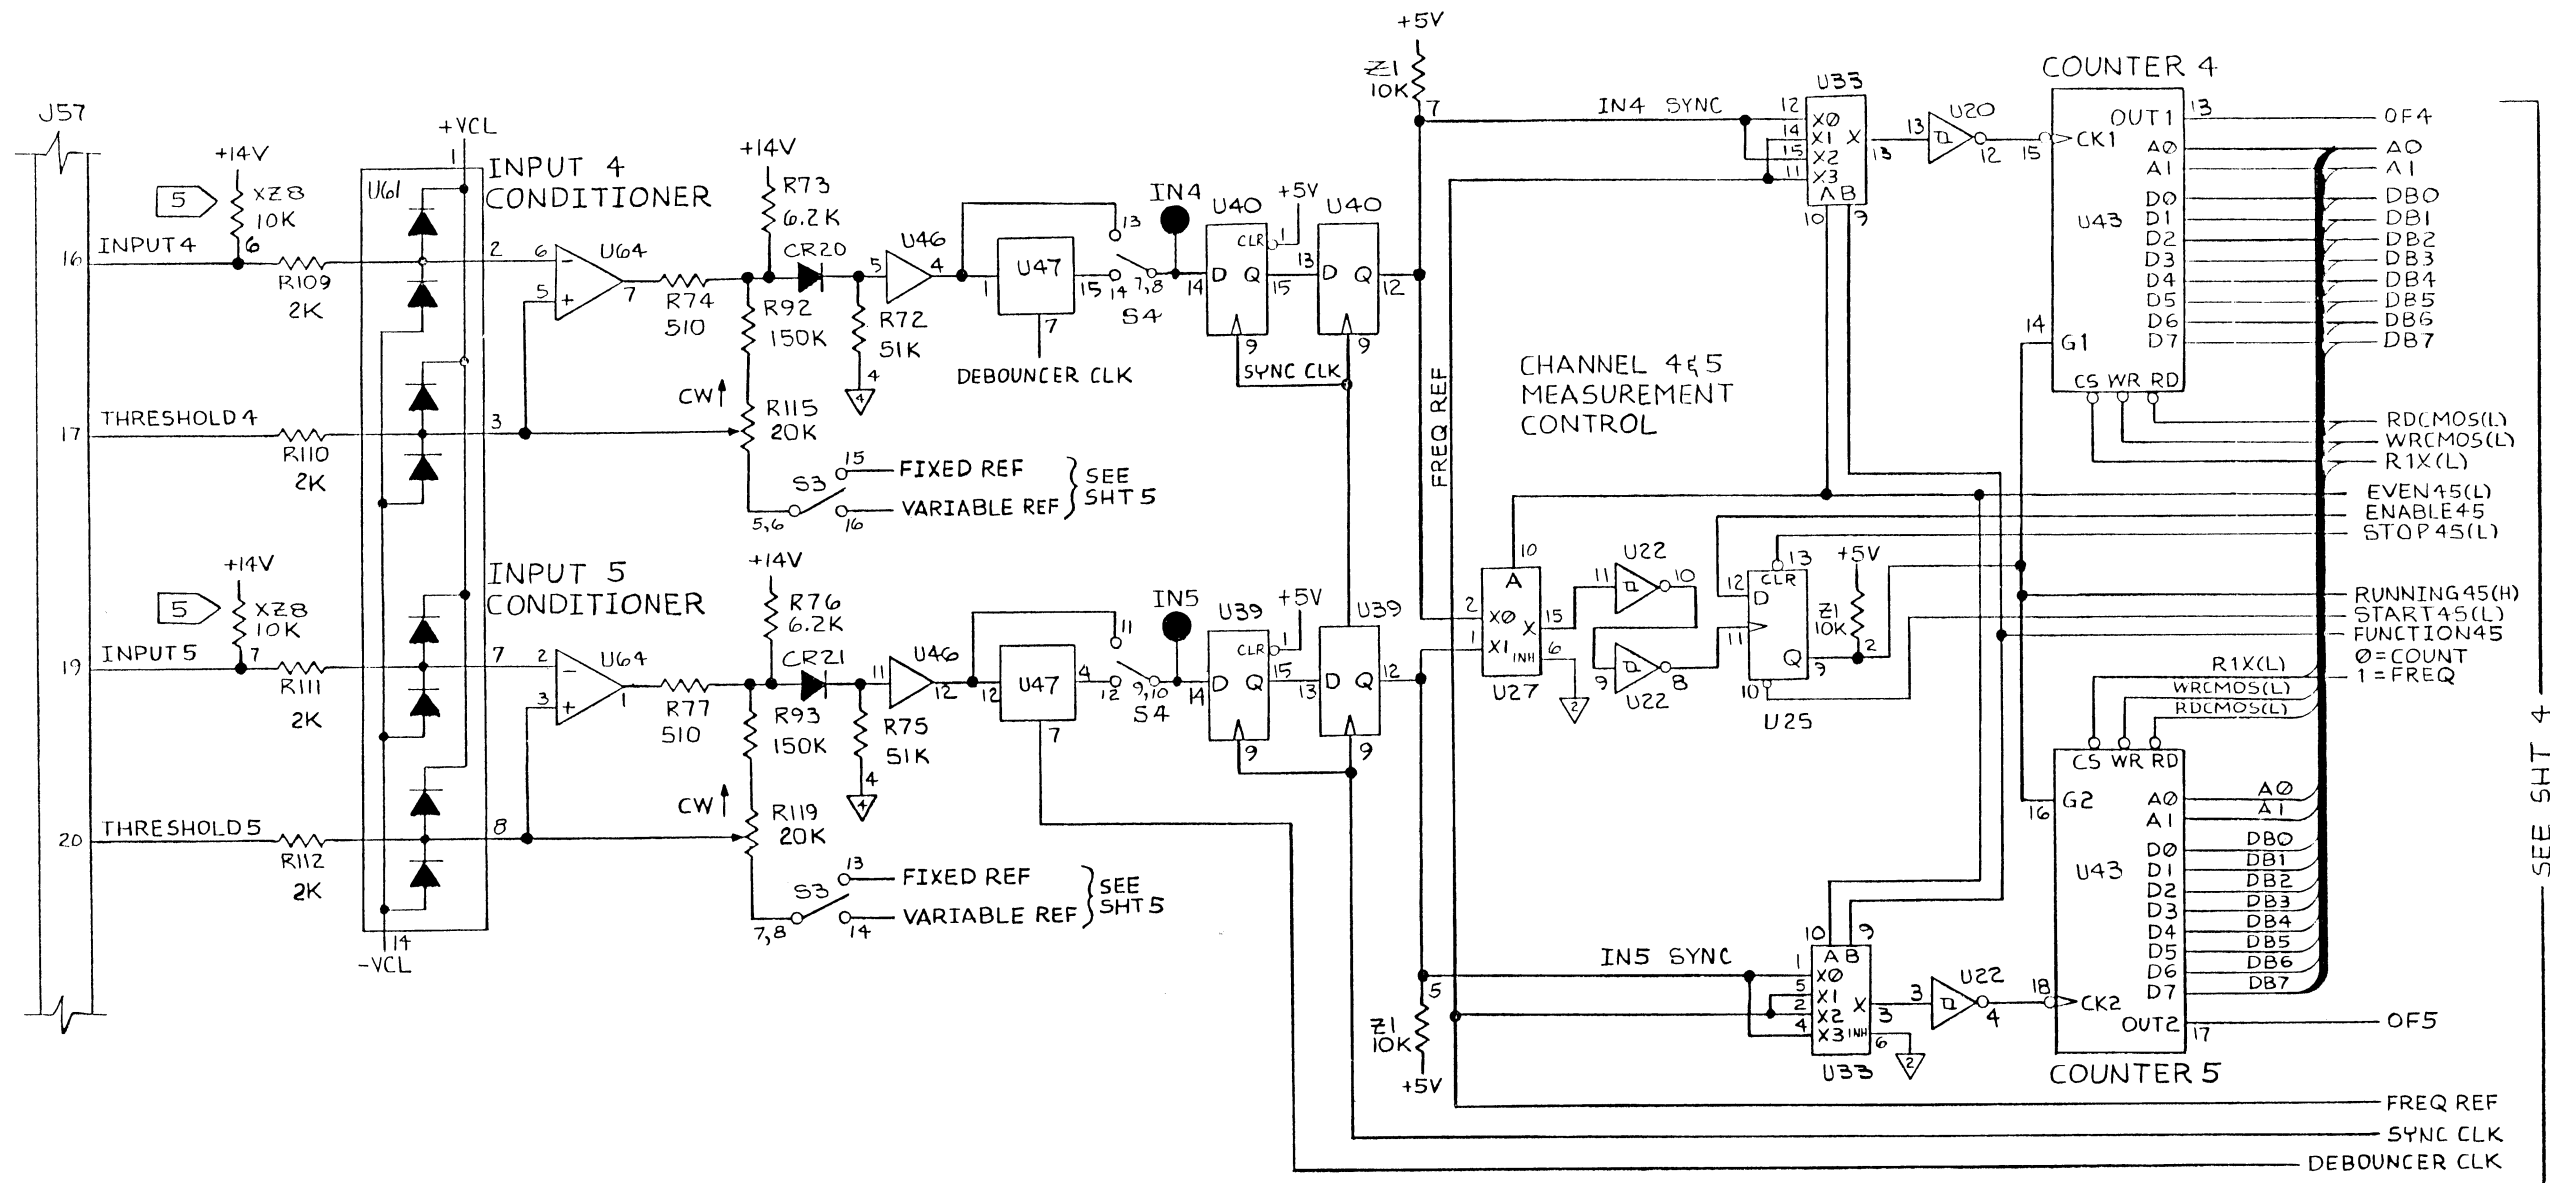 J57
16
INPUT 4
17
THRESHOLD 4
19
INPUT 5
20
THRESHOLD 5
5
+14V
XZ8
10K
6
R109
2K
R110
2K
5
+14V
XZ8
10K
7
R111
2K
R112
2K
+VCL
1
U61
2
3
7
8
14
-VCL
INPUT 4
CONDITIONER
6
-
5
+
U64
7
R74
510
+14V
R73
6.2K
CR20
R92
150K
CW
R115
20K
S3
15
FIXED REF
5,6
16
VARIABLE REF
SEE
SHT 5
5
U46
4
R72
51K
4
4
1
U47
15
7
DEBOUNCER CLK
13
14
7,8
S4
IN4
U40
CLR
1
+5V
14
D
Q
15
9
SYNC CLK
U40
13
D
Q
12
9
INPUT 5
CONDITIONER
2
-
3
+
U64
1
R77
510
+14V
R76
6.2K
CR21
R93
150K
CW
R119
20K
S3
13
FIXED REF
7,8
14
VARIABLE REF
SEE
SHT 5
11
U46
12
R75
51K
4
4
12
U47
4
7
11
12
9,10
S4
IN5
U39
CLR
1
+5V
14
D
Q
15
9
U39
13
D
Q
12
9
+5V
Z1
10K
7
FREQ REF
IN4 SYNC
CHANNEL 4 & 5
MEASUREMENT
CONTROL
U33
12
X0
14
X1
15
X2
11
X3
X
13
A B
10
9
13
U20
12
10
A
2
X0
1
X1
X
15
INH
6
U27
2
11
U22
10
9
U22
8
12
D
CLR
13
11
Q
9
10
U25
+5V
Z1
10K
2
IN5 SYNC
5
Z1
10K
+5V
10
9
A B
1
X0
5
X1
2
X2
4
X3
X
3
INH
6
U33
2
3
U22
4
COUNTER 4
15
CK1
OUT1
13
A0
A1
D0
D1
D2
D3
D4
D5
D6
D7
U43
14
G1
CS WR RD
OF4
A0
A1
DB0
DB1
DB2
DB3
DB4
DB5
DB6
DB7
RDCMOS(L)
WRCMOS(L)
R1X(L)
EVEN45(L)
ENABLE45
STOP45(L)
RUNNING45(H)
START45(L)
FUNCTION45
0=COUNT
1=FREQ
R1X(L)
WRCMOS(L)
RDCMOS(L)
CS WR RD
16
G2
U43
A0
A1
D0
D1
D2
D3
D4
D5
D6
D7
A0
A1
DB0
DB1
DB2
DB3
DB4
DB5
DB6
DB7
18
CK2
OUT2
17
OF5
COUNTER 5
FREQ REF
SYNC CLK
DEBOUNCER CLK
SEE SHT 4